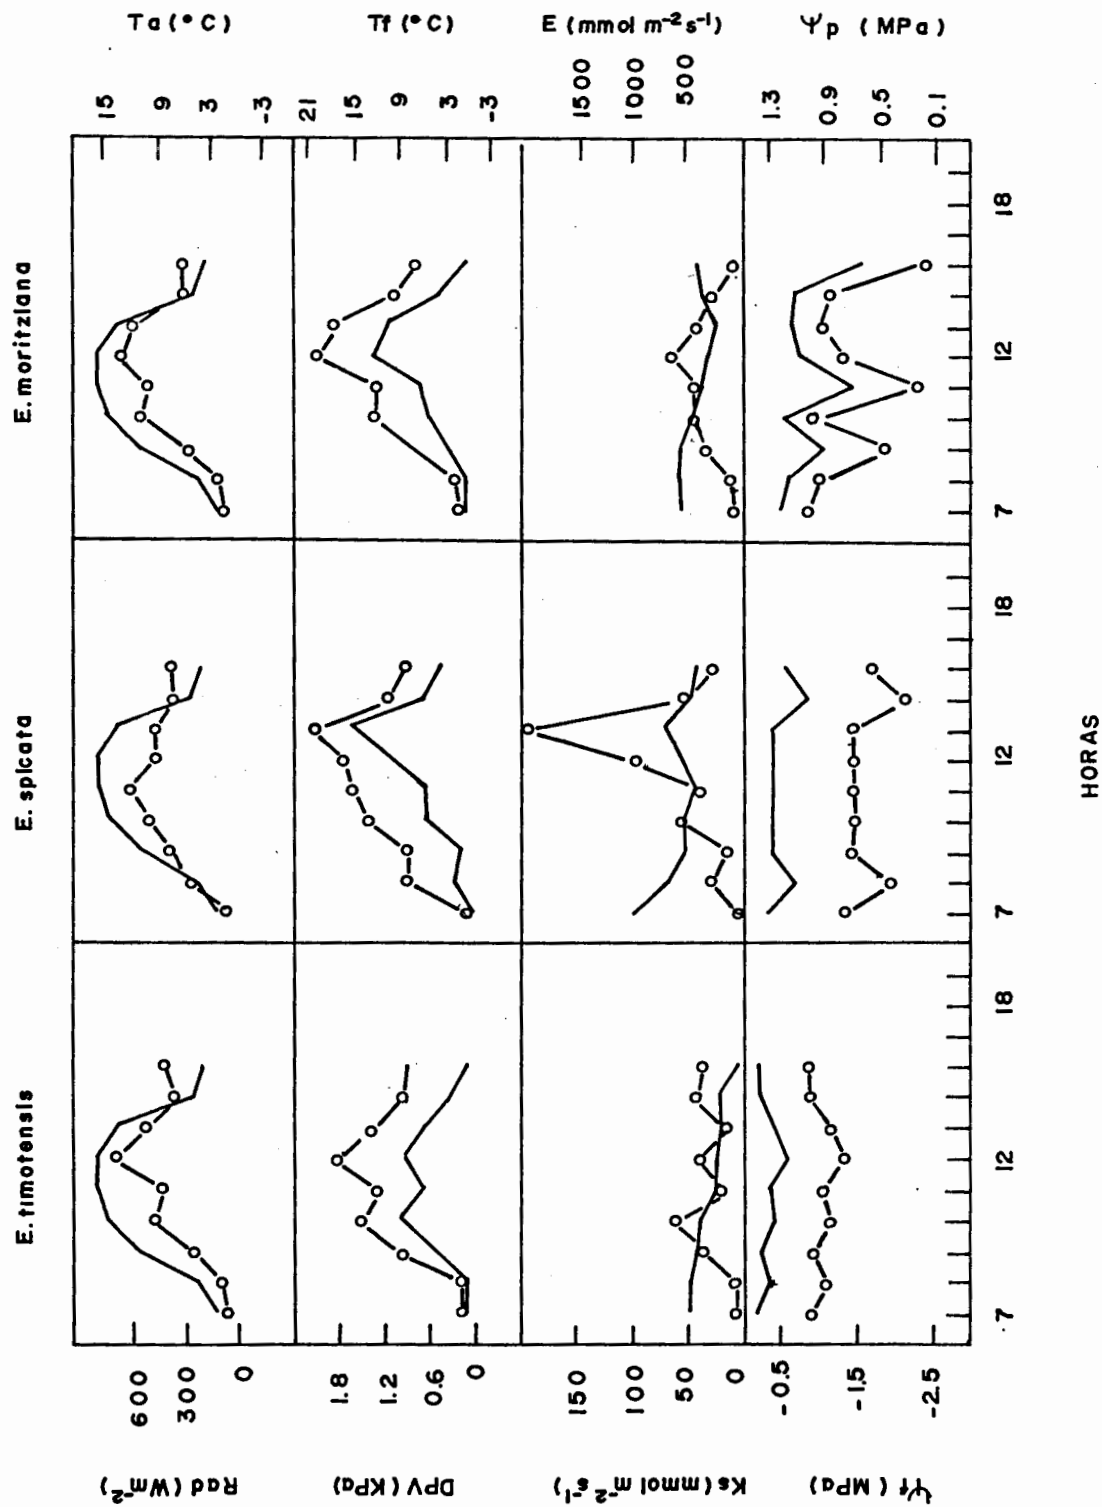 E. timotensis
E. spicata
E. moritziana
Rad (Wm⁻²)
600
300
0
Ta (°C)
15
9
3
-3
DPV (KPa)
1.8
1.2
0.6
0
Tf (°C)
21
15
9
3
-3
Ks (mmol m⁻² s⁻¹)
150
100
50
0
E (mmol m⁻² s⁻¹)
1500
1000
500
Ψf (MPa)
-0.5
-1.5
-2.5
Ψp (MPa)
1.3
0.9
0.5
0.1
7 12 18 7 12 18 7 12 18
HORAS